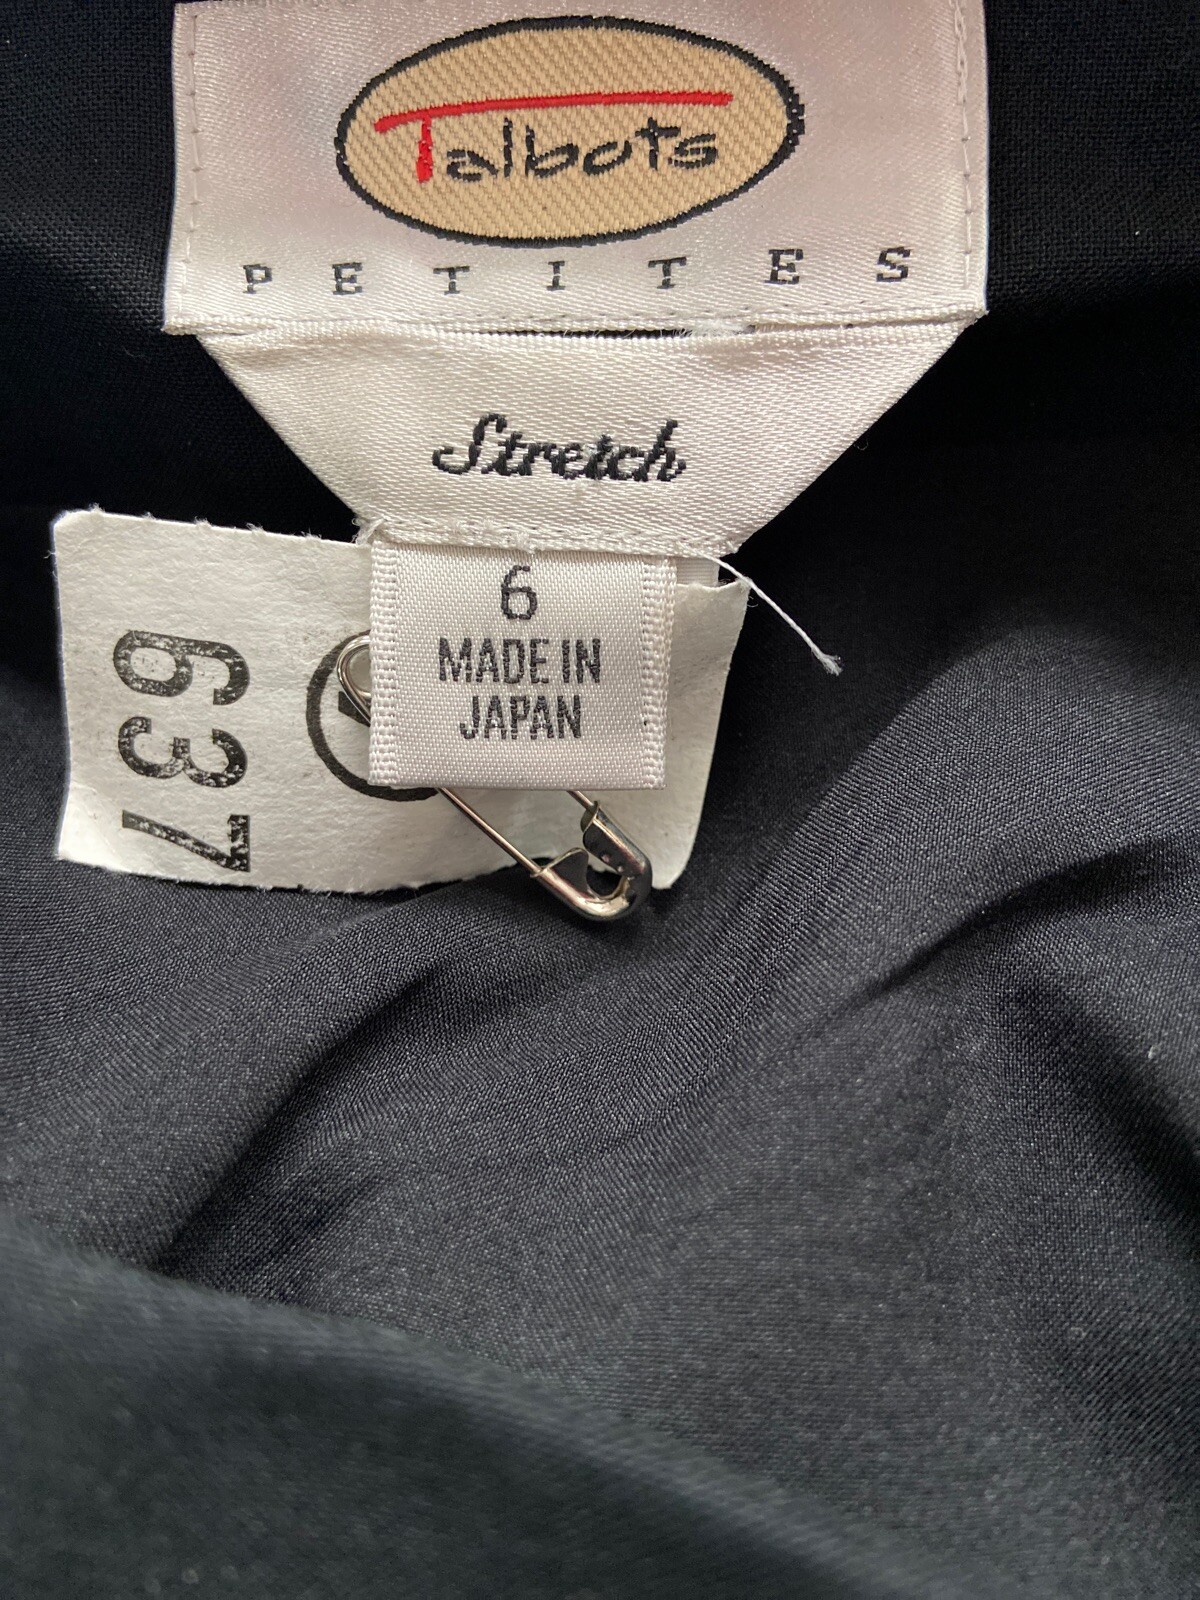 Talbots
PETITES
Stretch
6
MADE IN
JAPAN
637